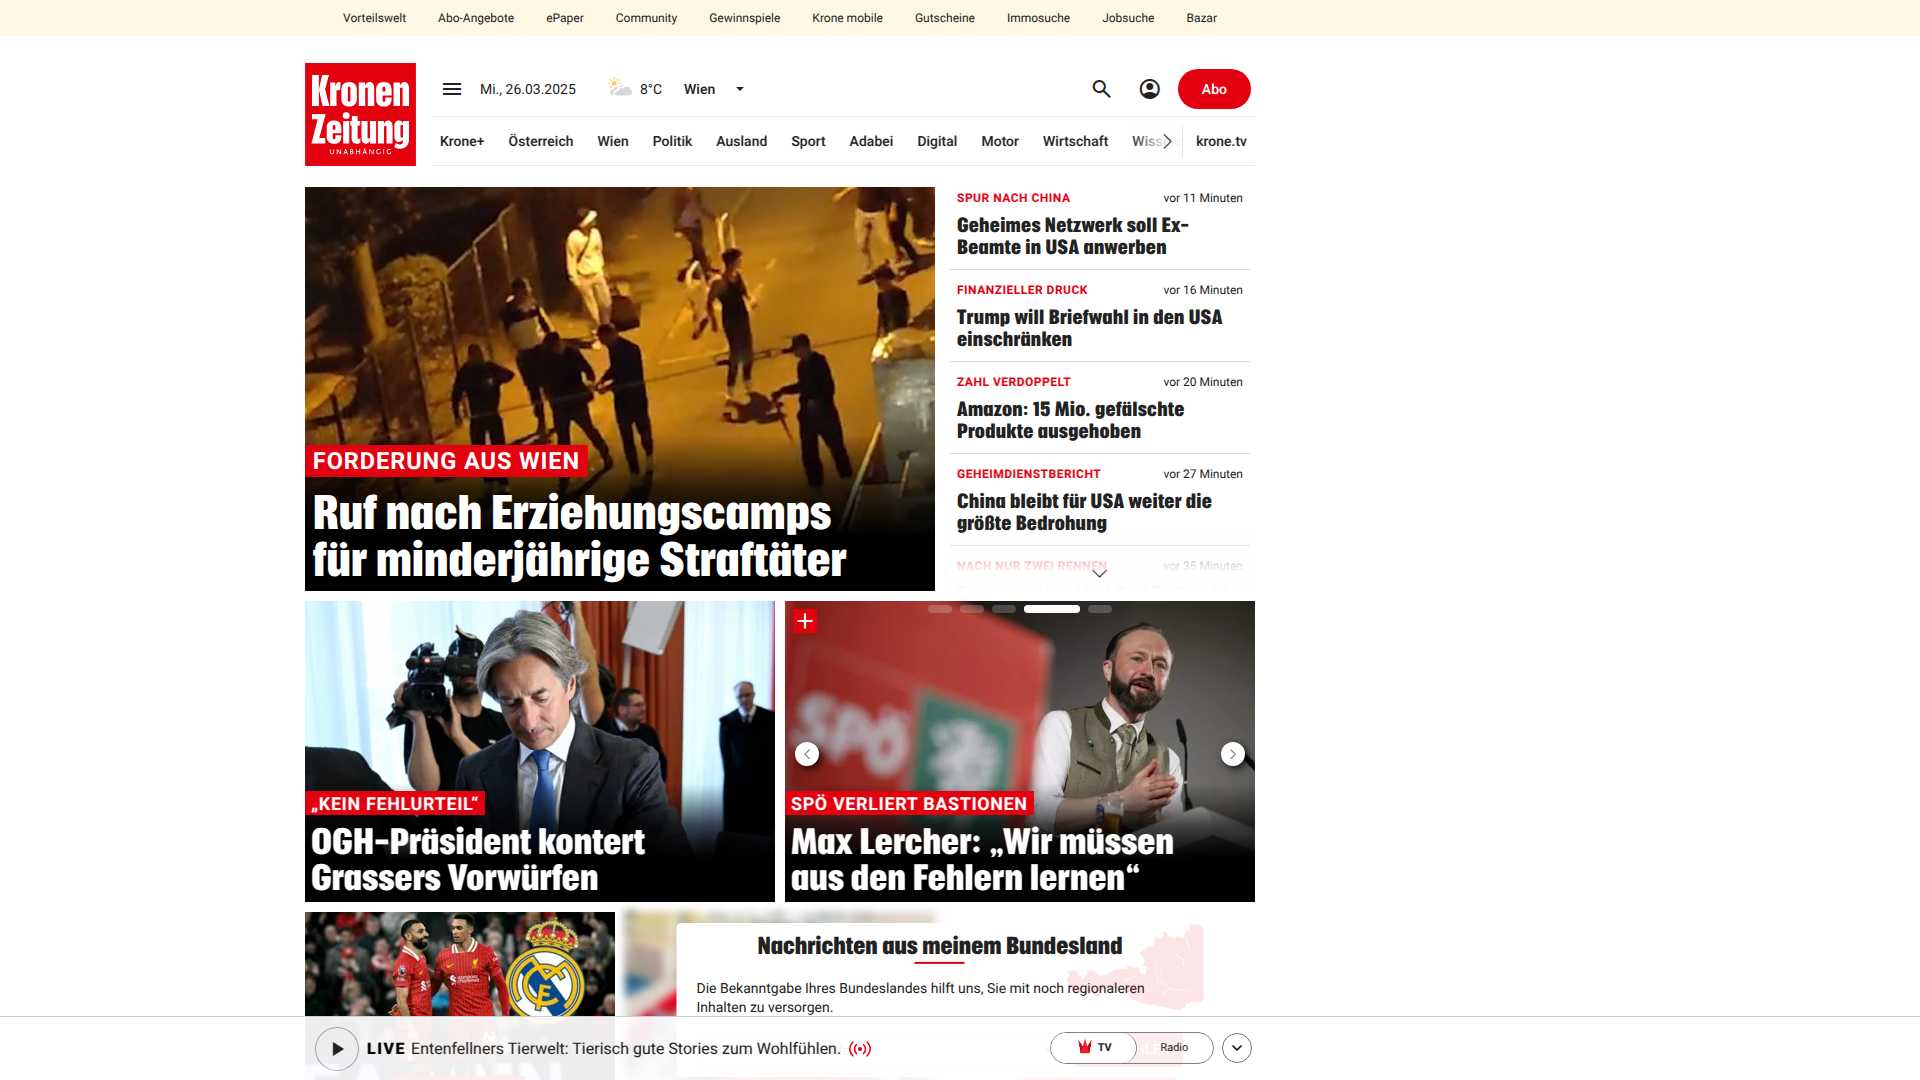 Vorteilswelt Abo-Angebote ePaper Community Gewinnspiele Krone mobile Gutscheine Immosuche Jobsuche Bazar
Kronen
Zeitung
UNABHÄNGIG
Mi., 26.03.2025 8°C Wien
Abo
Krone+ Österreich Wien Politik Ausland Sport Adabei Digital Motor Wirtschaft Wiss krone.tv
FORDERUNG AUS WIEN
Ruf nach Erziehungscamps
für minderjährige Straftäter
SPUR NACH CHINA vor 11 Minuten
Geheimes Netzwerk soll Ex-
Beamte in USA anwerben
FINANZIELLER DRUCK vor 16 Minuten
Trump will Briefwahl in den USA
einschränken
ZAHL VERDOPPELT vor 20 Minuten
Amazon: 15 Mio. gefälschte
Produkte ausgehoben
GEHEIMDIENSTBERICHT vor 27 Minuten
China bleibt für USA weiter die
größte Bedrohung
NACH NUR ZWEI RENNEN vor 35 Minuten
„KEIN FEHLURTEIL“
OGH-Präsident kontert
Grassers Vorwürfen
SPÖ
SPÖ VERLIERT BASTIONEN
Max Lercher: „Wir müssen
aus den Fehlern lernen“
Nachrichten aus meinem Bundesland
Die Bekanntgabe Ihres Bundeslandes hilft uns, Sie mit noch regionaleren
Inhalten zu versorgen.
LIVE Entenfellners Tierwelt: Tierisch gute Stories zum Wohlfühlen.
TV Radio